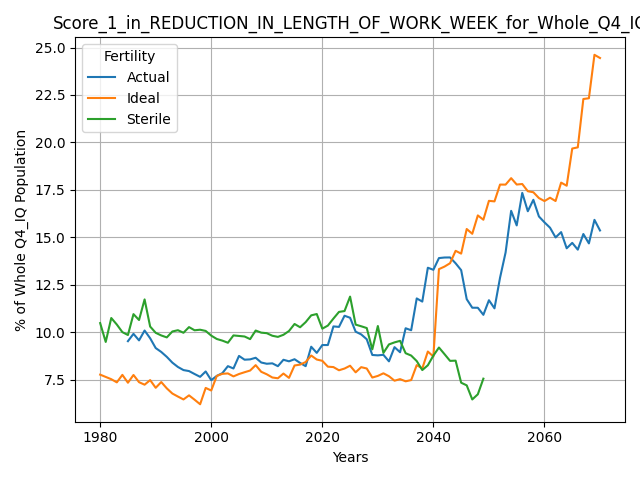 Score_1_in_REDUCTION_IN_LENGTH_OF_WORK_WEEK_for_Whole_Q4_IQ
Fertility
Actual
Ideal
Sterile
25.0
22.5
20.0
17.5
15.0
12.5
10.0
7.5
% of Whole Q4_IQ Population
1980
2000
2020
2040
2060
Years